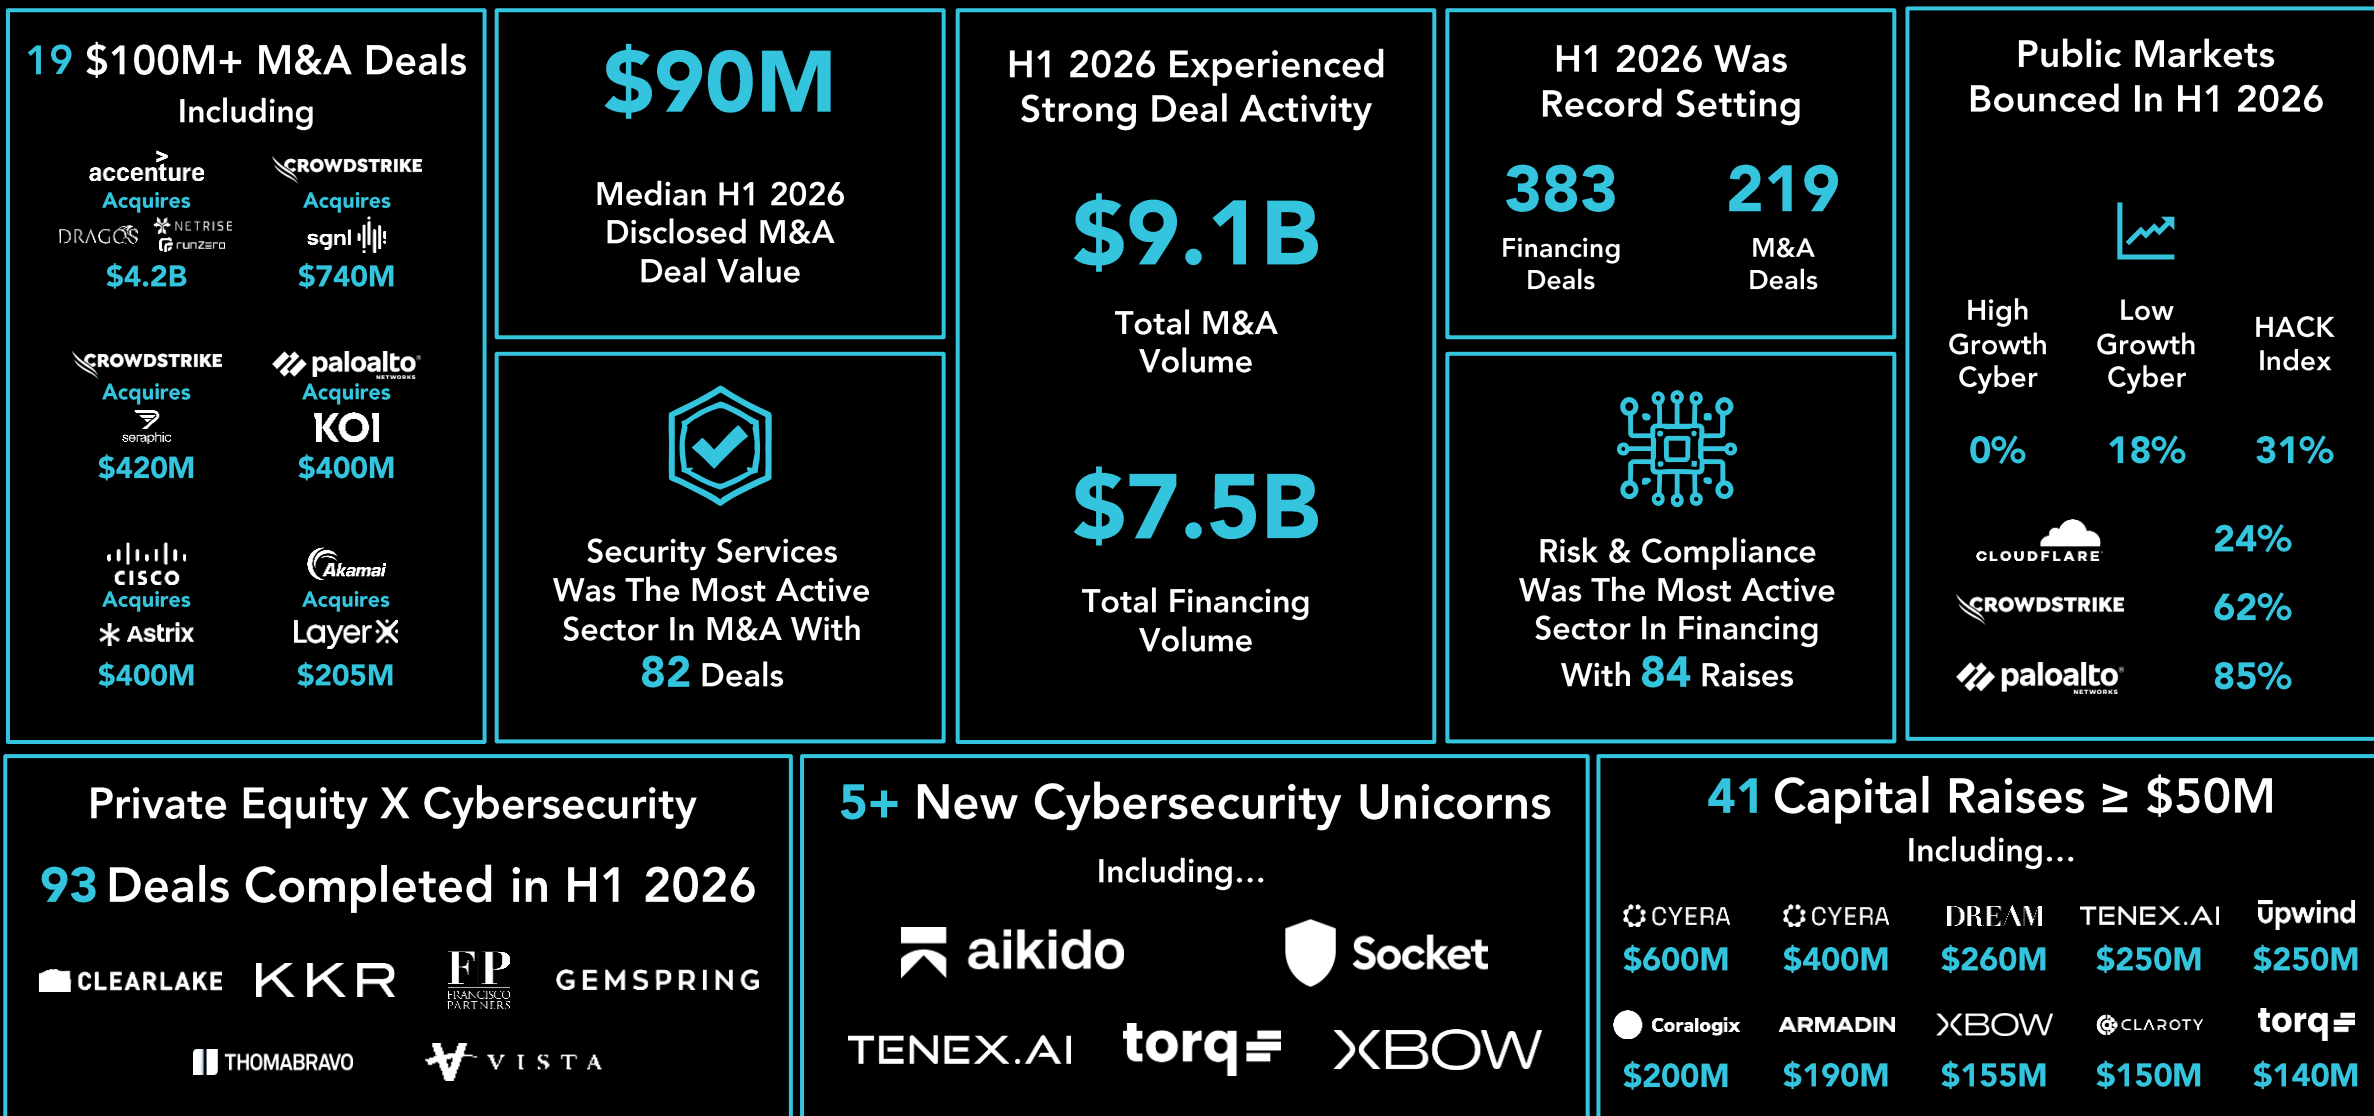 19 $100M+ M&A Deals
Including
accenture
Acquires
DRAGOS NETRISE
runZero
$4.2B
CROWDSTRIKE
Acquires
sgnl
$740M
CROWDSTRIKE
Acquires
seraphic
$420M
paloalto
NETWORKS
Acquires
KOI
$400M
CISCO
Acquires
Astrix
$400M
Akamai
Acquires
LayerX
$205M
$90M
Median H1 2026
Disclosed M&A
Deal Value
Security Services
Was The Most Active
Sector In M&A With
82 Deals
H1 2026 Experienced
Strong Deal Activity
$9.1B
Total M&A
Volume
$7.5B
Total Financing
Volume
H1 2026 Was
Record Setting
383
Financing
Deals
219
M&A
Deals
Risk & Compliance
Was The Most Active
Sector In Financing
With 84 Raises
Public Markets
Bounced In H1 2026
High
Growth
Cyber
0%
Low
Growth
Cyber
18%
HACK
Index
31%
CLOUDFLARE 24%
CROWDSTRIKE 62%
paloalto 85%
NETWORKS
Private Equity X Cybersecurity
93 Deals Completed in H1 2026
CLEARLAKE KKR FP GEMSPRING
FRANCISCO
PARTNERS
THOMABRAVO VISTA
5+ New Cybersecurity Unicorns
Including...
aikido Socket
TENEX.AI torq XBOW
41 Capital Raises ≥ $50M
Including...
CYERA CYERA DREAM TENEX.AI upwind
$600M $400M $260M $250M $250M
Coralogix ARMADIN XBOW CLAROTY torq
$200M $190M $155M $150M $140M